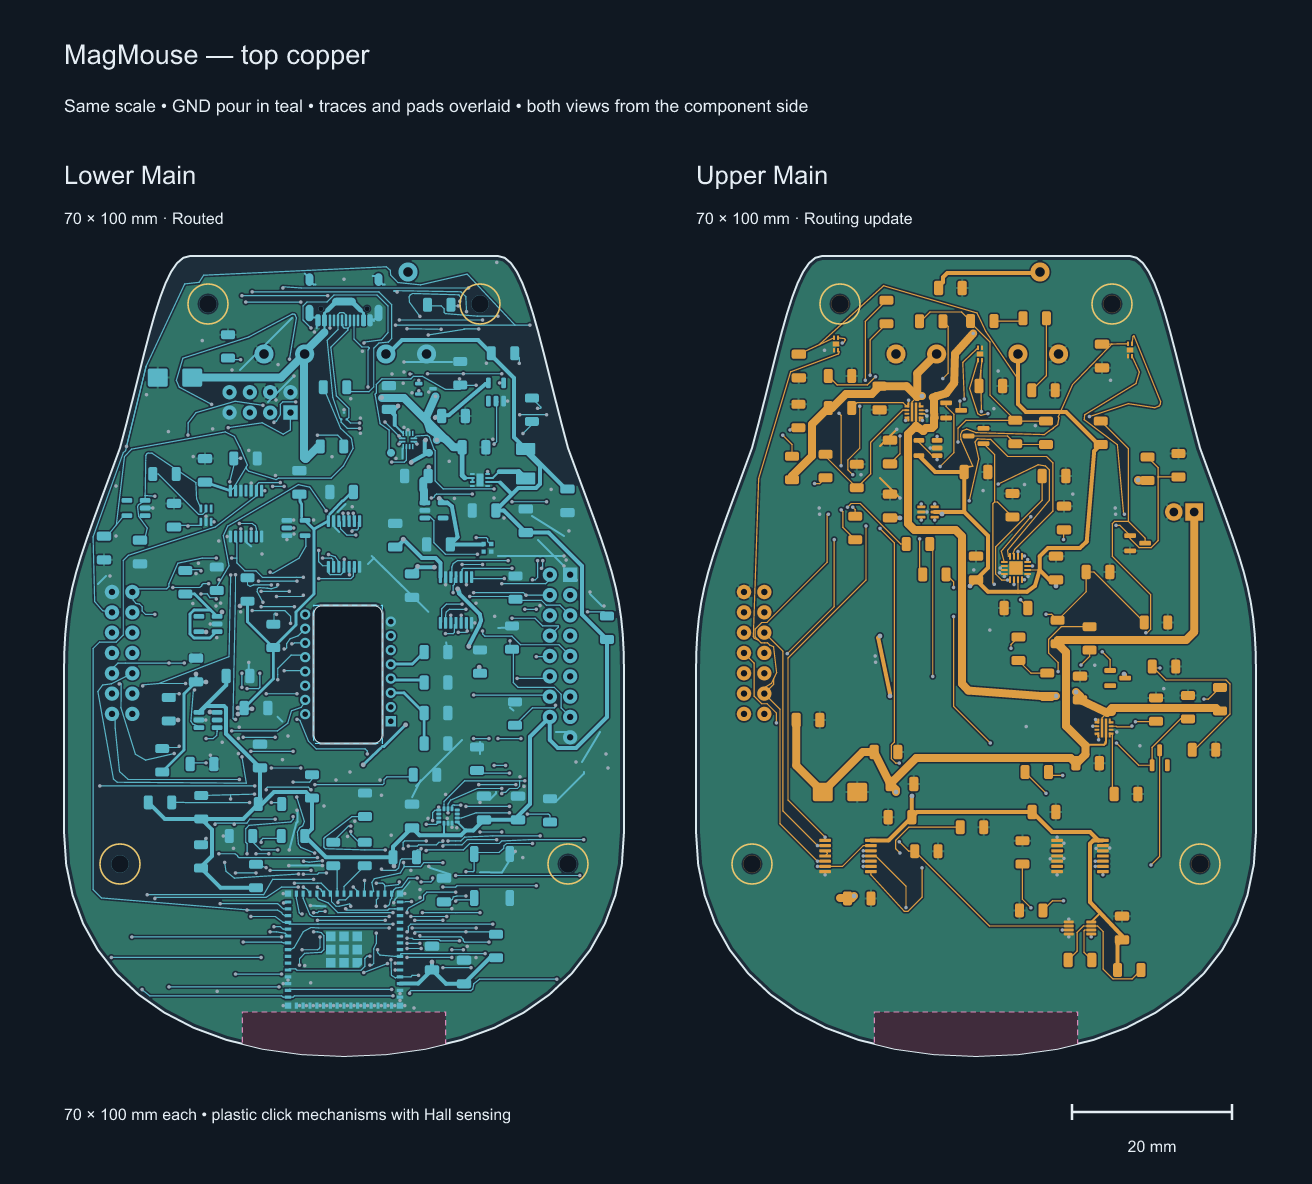 MagMouse — top copper
Same scale • GND pour in teal • traces and pads overlaid • both views from the component side
Lower Main
70 × 100 mm · Routed
Upper Main
70 × 100 mm · Routing update
70 × 100 mm each • plastic click mechanisms with Hall sensing
20 mm